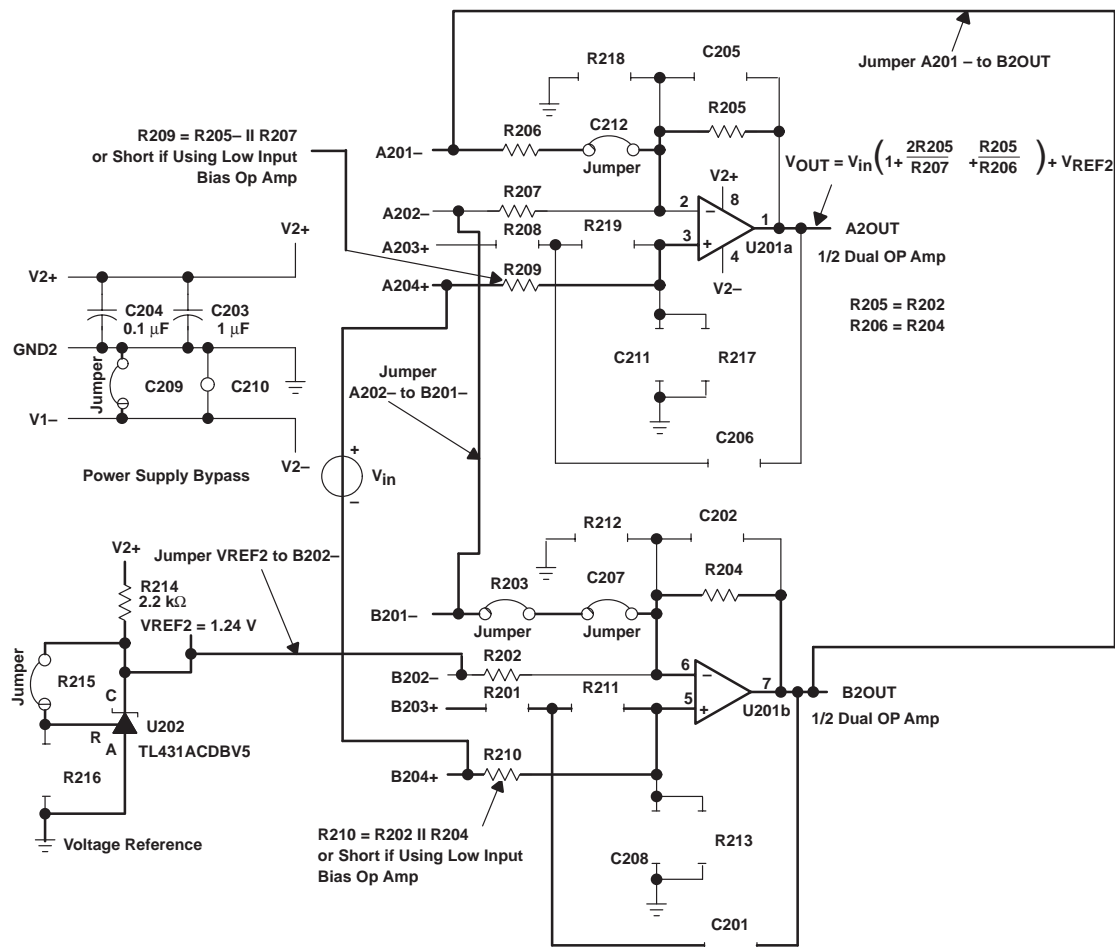 Jumper A201 – to B2OUT
C205
R218
R205
R209 = R205– II R207
or Short if Using Low Input
Bias Op Amp
C212
R206
A201–
Jumper
V_OUT = V_in(1+ 2R205/R207 + R205/R206) + V_REF2
V2+
8
R207
A202–
2
–
1
A2OUT
R208
R219
A203+
3
+
U201a
1/2 Dual OP Amp
V2+
R209
4
A204+
V2–
V2+
C204
0.1 µF
C203
1 µF
R205 = R202
R206 = R204
GND2
Jumper
C209
C210
C211
R217
Jumper
A202– to B201–
V1–
C206
V2–
Power Supply Bypass
+
V_in
–
C202
R212
V2+
Jumper VREF2 to B202–
R204
R214
2.2 kΩ
R203
C207
VREF2 = 1.24 V
B201–
Jumper
Jumper
Jumper
R202
R215
B202–
6
–
7
B2OUT
C
R201
R211
B203+
5
+
U201b
1/2 Dual OP Amp
U202
R
A
TL431ACDBV5
R210
R216
B204+
R210 = R202 II R204
or Short if Using Low Input
Bias Op Amp
Voltage Reference
C208
R213
C201